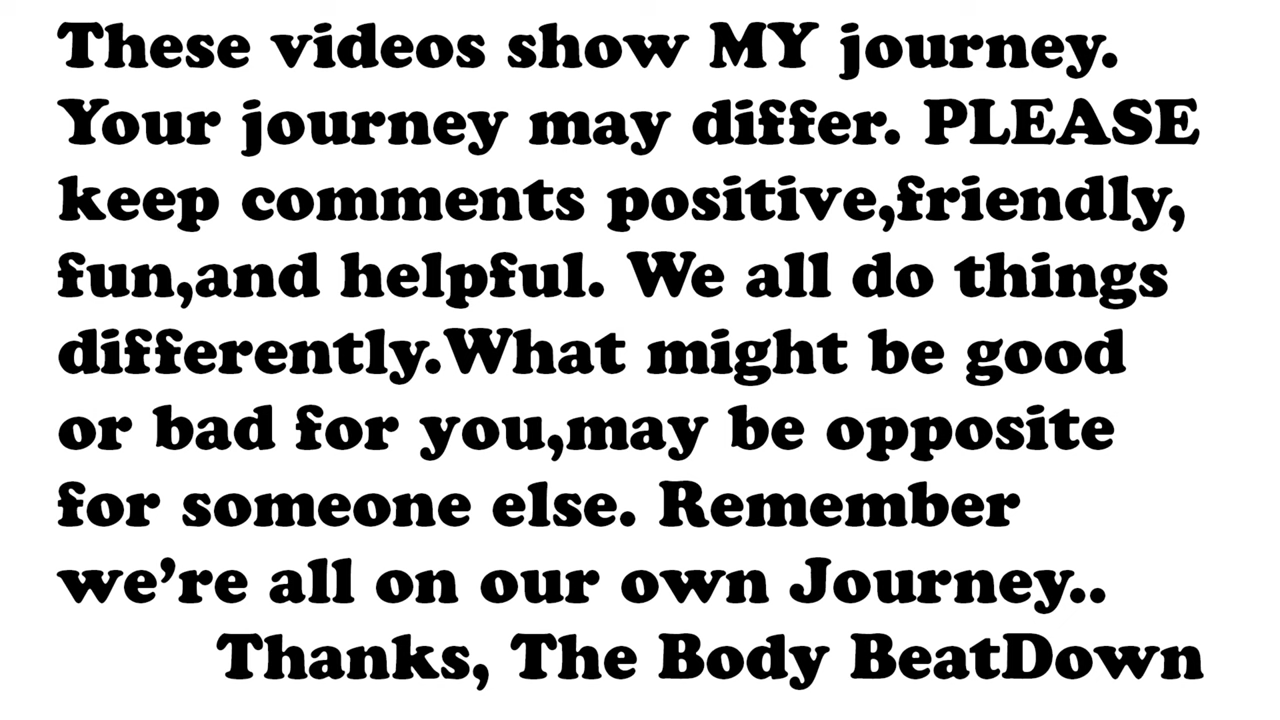 These videos show MY journey.
Your journey may differ. PLEASE
keep comments positive,friendly,
fun,and helpful. We all do things
differently.What might be good
or bad for you,may be opposite
for someone else. Remember
we’re all on our own Journey..
Thanks, The Body BeatDown